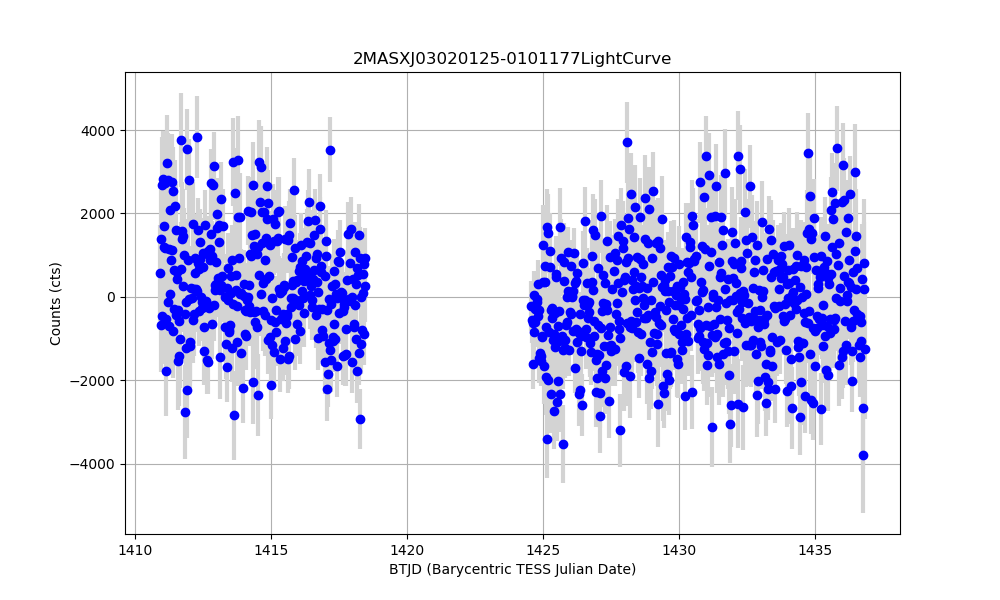 2MASXJ03020125-0101177LightCurve
Counts (cts)
4000
2000
0
−2000
−4000
1410 1415 1420 1425 1430 1435
BTJD (Barycentric TESS Julian Date)